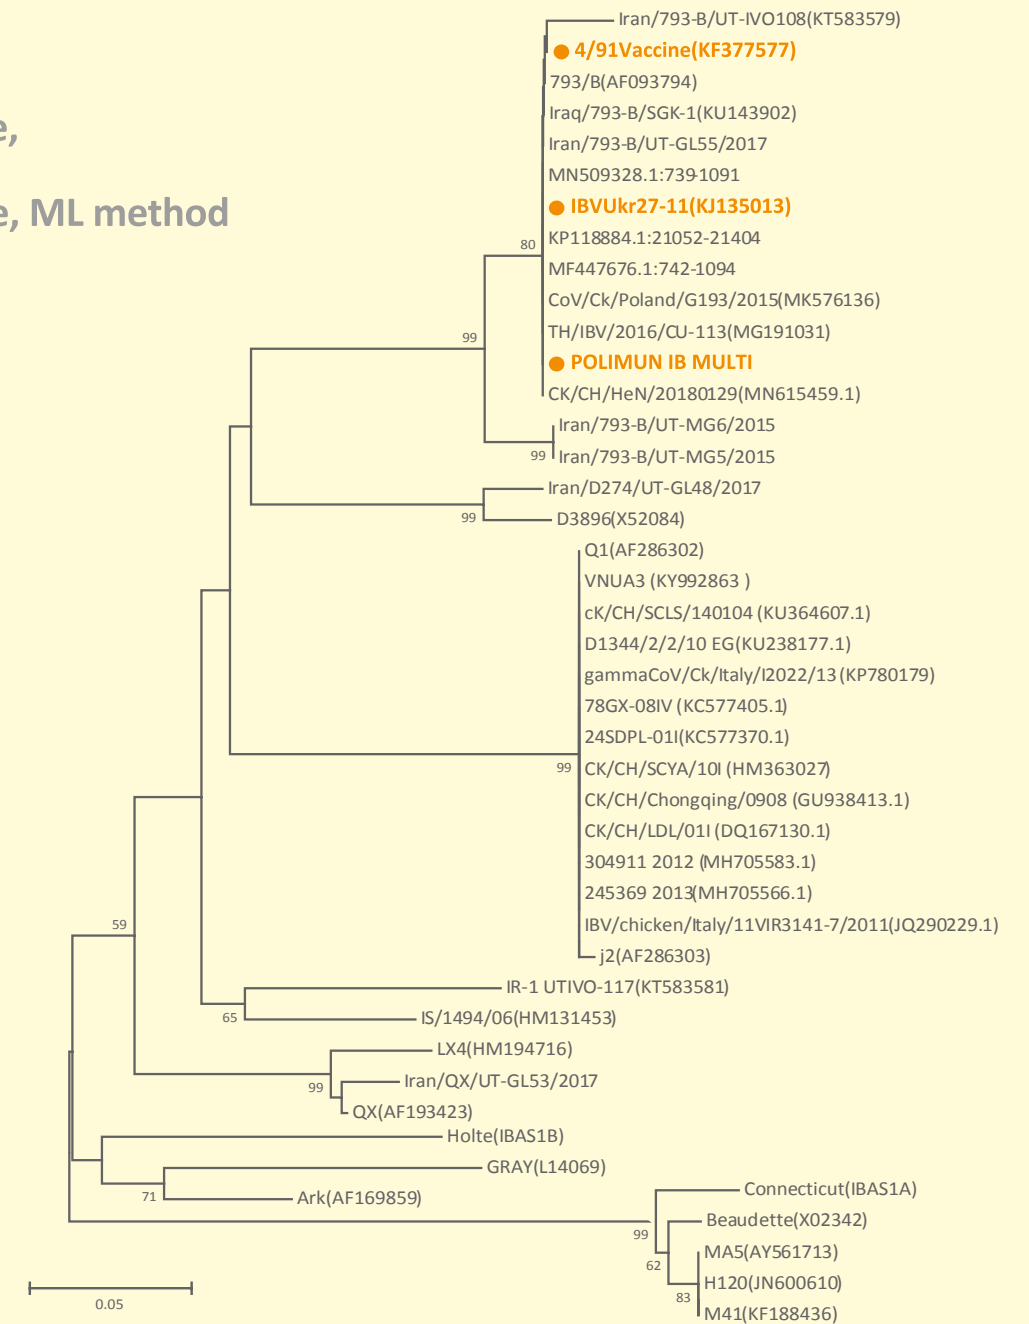 Iran/793-B/UT-IVO108(KT583579)
4/91Vaccine(KF377577)
793/B(AF093794)
e,
Iraq/793-B/SGK-1(KU143902)
Iran/793-B/UT-GL55/2017
MN509328.1:739-1091
e, ML method
IBVUkr27-11(KJ135013)
80
KP118884.1:21052-21404
MF447676.1:742-1094
CoV/Ck/Poland/G193/2015(MK576136)
99
TH/IBV/2016/CU-113(MG191031)
POLIMUN IB MULTI
CK/CH/HeN/20180129(MN615459.1)
Iran/793-B/UT-MG6/2015
99
Iran/793-B/UT-MG5/2015
Iran/D274/UT-GL48/2017
99
D3896(X52084)
Q1(AF286302)
VNUA3 (KY992863 )
cK/CH/SCLS/140104 (KU364607.1)
D1344/2/2/10 EG(KU238177.1)
gammaCoV/Ck/Italy/I2022/13 (KP780179)
78GX-08IV (KC577405.1)
24SDPL-01I(KC577370.1)
99
CK/CH/SCYA/10I (HM363027)
CK/CH/Chongqing/0908 (GU938413.1)
CK/CH/LDL/01I (DQ167130.1)
304911 2012 (MH705583.1)
245369 2013(MH705566.1)
59
IBV/chicken/Italy/11VIR3141-7/2011(JQ290229.1)
j2(AF286303)
IR-1 UTIVO-117(KT583581)
65
IS/1494/06(HM131453)
LX4(HM194716)
99
Iran/QX/UT-GL53/2017
QX(AF193423)
Holte(IBAS1B)
GRAY(L14069)
71
Ark(AF169859)
Connecticut(IBAS1A)
99
Beaudette(X02342)
62
MA5(AY561713)
H120(JN600610)
83
M41(KF188436)
0.05